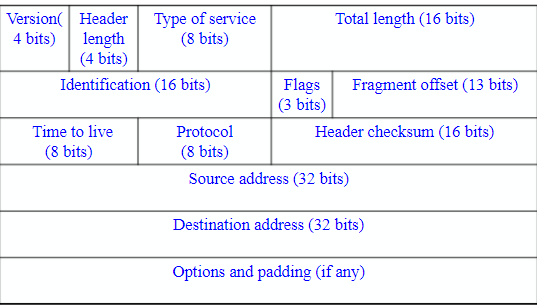 Version(
4 bits)
Header
length
(4 bits)
Type of service
(8 bits)
Total length (16 bits)
Identification (16 bits)
Flags
(3 bits)
Fragment offset (13 bits)
Time to live
(8 bits)
Protocol
(8 bits)
Header checksum (16 bits)
Source address (32 bits)
Destination address (32 bits)
Options and padding (if any)